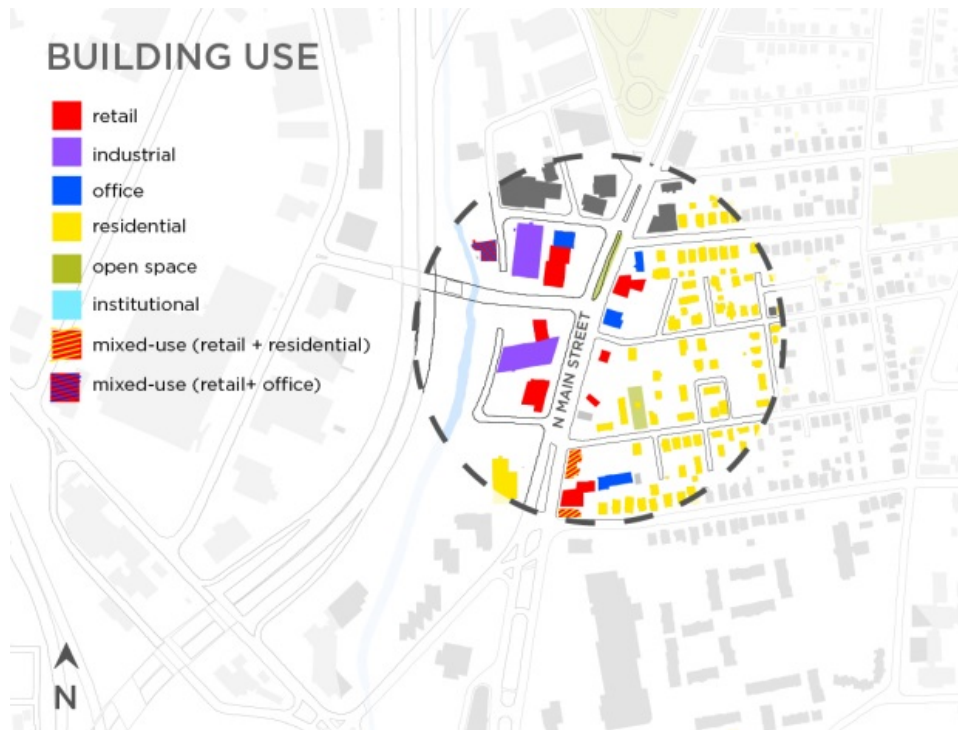 BUILDING USE
retail
industrial
office
residential
open space
institutional
mixed-use (retail + residential)
mixed-use (retail+ office)
N MAIN STREET
N